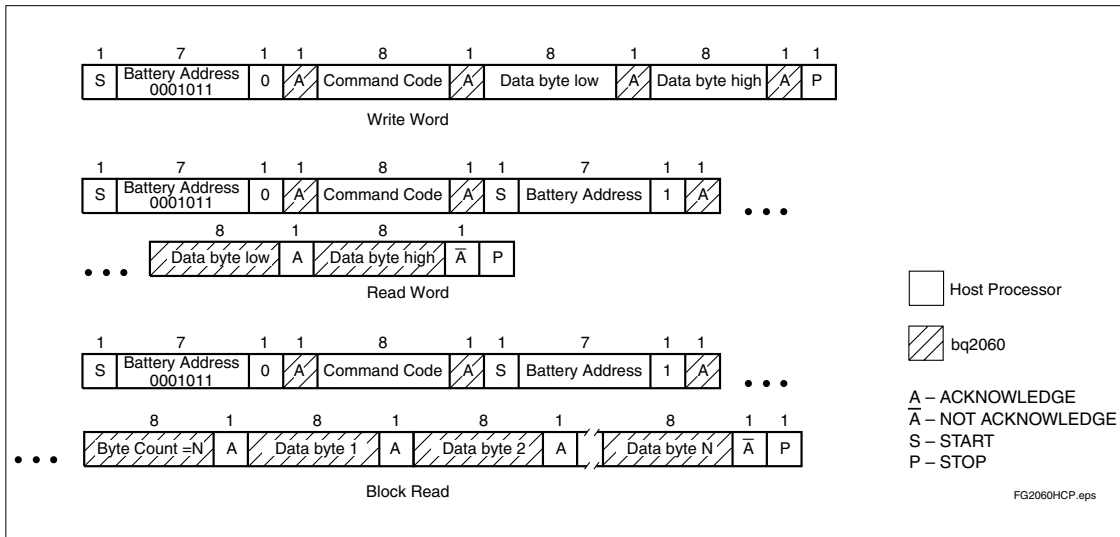 1 7 1 1 8 1 8 1 8 1 1
S Battery Address 0001011 0 A Command Code A Data byte low A Data byte high A P
Write Word
1 7 1 1 8 1 1 7 1 1
S Battery Address 0001011 0 A Command Code A S Battery Address 1 A
8 1 8 1
Data byte low A Data byte high A̅ P
Read Word
1 7 1 1 8 1 1 7 1 1
S Battery Address 0001011 0 A Command Code A S Battery Address 1 A
8 1 8 1 8 1 8 1 1
Byte Count =N A Data byte 1 A Data byte 2 A Data byte N A̅ P
Block Read
Host Processor
bq2060
A – ACKNOWLEDGE
A̅ – NOT ACKNOWLEDGE
S – START
P – STOP
FG2060HCP.eps